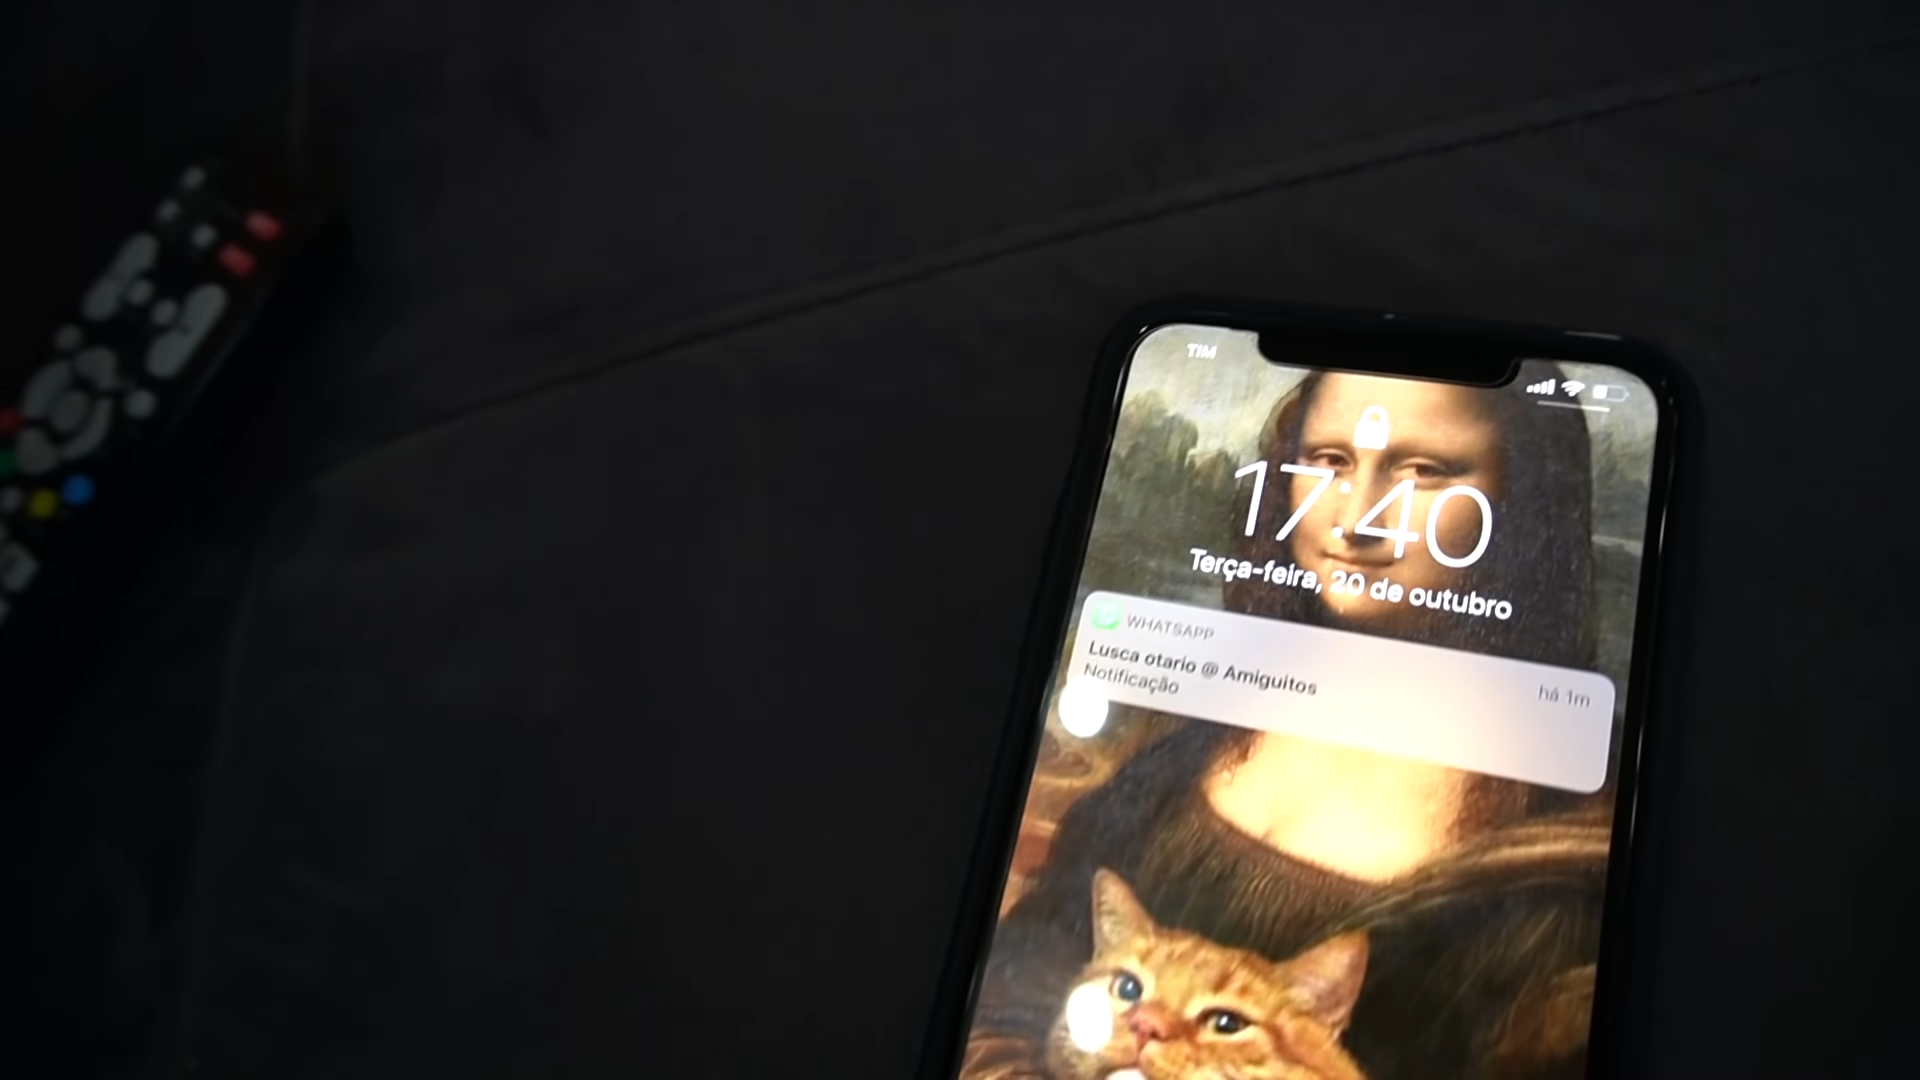 TIM
17:40
Terça-feira, 20 de outubro
WHATSAPP
Lusca otario @ Amiguitos
há 1m
Notificação